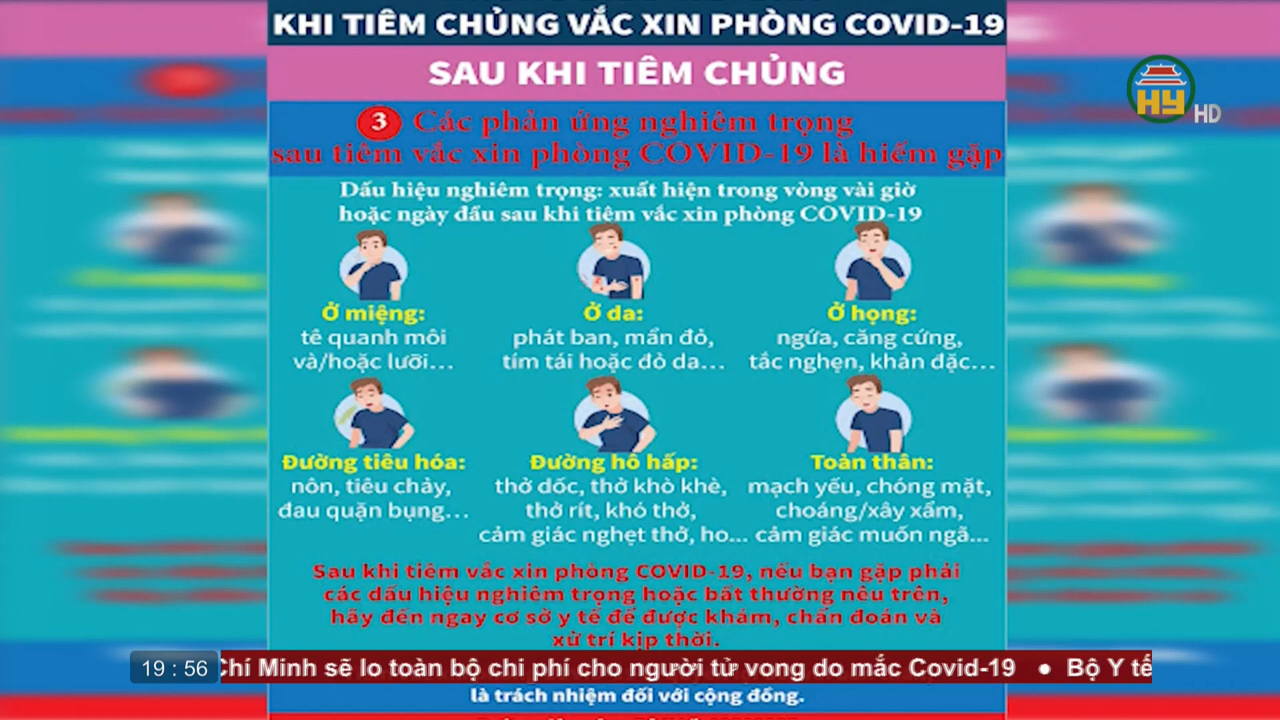 KHI TIÊM CHỦNG VẮC XIN PHÒNG COVID-19
SAU KHI TIÊM CHỦNG
HY HD
3 Các phản ứng nghiêm trọng
sau tiêm vắc xin phòng COVID-19 là hiếm gặp
Dấu hiệu nghiêm trọng: xuất hiện trong vòng vài giờ
hoặc ngày đầu sau khi tiêm vắc xin phòng COVID-19
Ở miệng:
tê quanh môi
và/hoặc lưỡi...
Ở da:
phát ban, mẩn đỏ,
tím tái hoặc đỏ da...
Ở họng:
ngứa, căng cứng,
tắc nghẹn, khản đặc...
Đường tiêu hóa:
nôn, tiêu chảy,
đau quặn bụng...
Đường hô hấp:
thở dốc, thở khò khè,
thở rít, khó thở,
cảm giác nghẹt thở, ho...
Toàn thân:
mạch yếu, chóng mặt,
choáng/xây xẩm,
cảm giác muốn ngã...
Sau khi tiêm vắc xin phòng COVID-19, nếu bạn gặp phải
các dấu hiệu nghiêm trọng hoặc bất thường nêu trên,
hãy đến ngay cơ sở y tế để được khám, chẩn đoán và
xử trí kịp thời.
19 : 56 Chí Minh sẽ lo toàn bộ chi phí cho người tử vong do mắc Covid-19 ● Bộ Y tế
là trách nhiệm đối với cộng đồng.